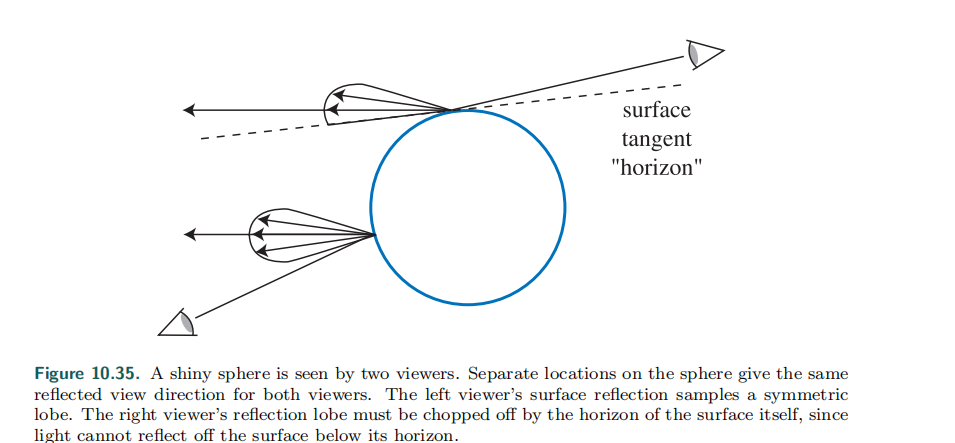 surface
tangent
"horizon"
Figure 10.35. A shiny sphere is seen by two viewers. Separate locations on the sphere give the same
reflected view direction for both viewers. The left viewer's surface reflection samples a symmetric
lobe. The right viewer's reflection lobe must be chopped off by the horizon of the surface itself, since
light cannot reflect off the surface below its horizon.